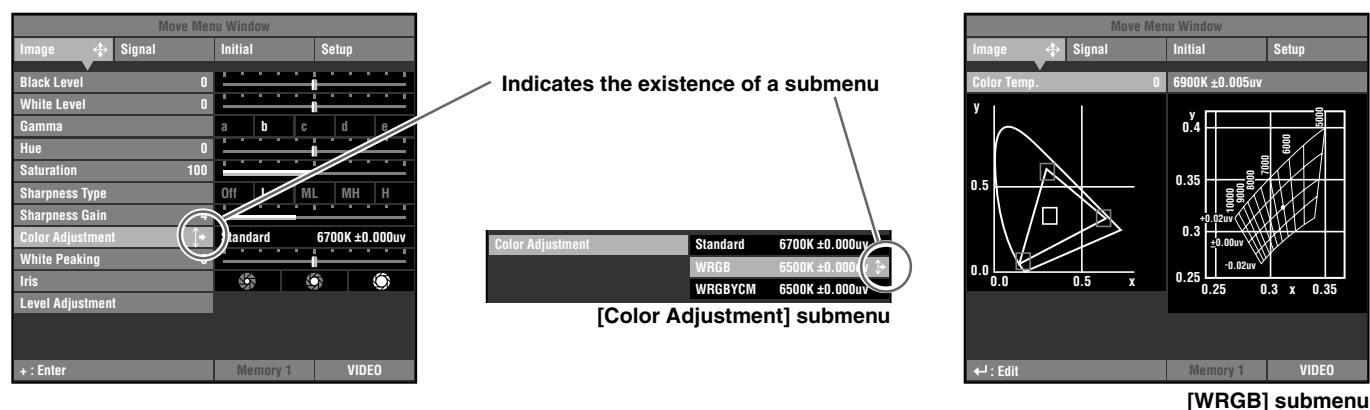 Move Menu Window
Image Signal Initial Setup
Black Level 0
White Level 0
Gamma a b c d e
Hue 0
Saturation 100
Sharpness Type Off L ML MH H
Sharpness Gain 4
Color Adjustment Standard 6700K ±0.000uv
White Peaking
Iris
Level Adjustment
+ : Enter Memory 1 VIDEO
Indicates the existence of a submenu
Color Adjustment Standard 6700K ±0.000uv
WRGB 6500K ±0.000uv
WRGBYCM 6500K ±0.000uv
[Color Adjustment] submenu
Move Menu Window
Image Signal Initial Setup
Color Temp. 0 6900K ±0.005uv
y
0.5
0.0
0.0 0.5 x
y
0.4
0.35
0.3
0.25
0.25 0.3 x 0.35
5000
6000
7000
8000
9000
10000
+0.02uv
±0.00uv
-0.02uv
↵ : Edit Memory 1 VIDEO
[WRGB] submenu